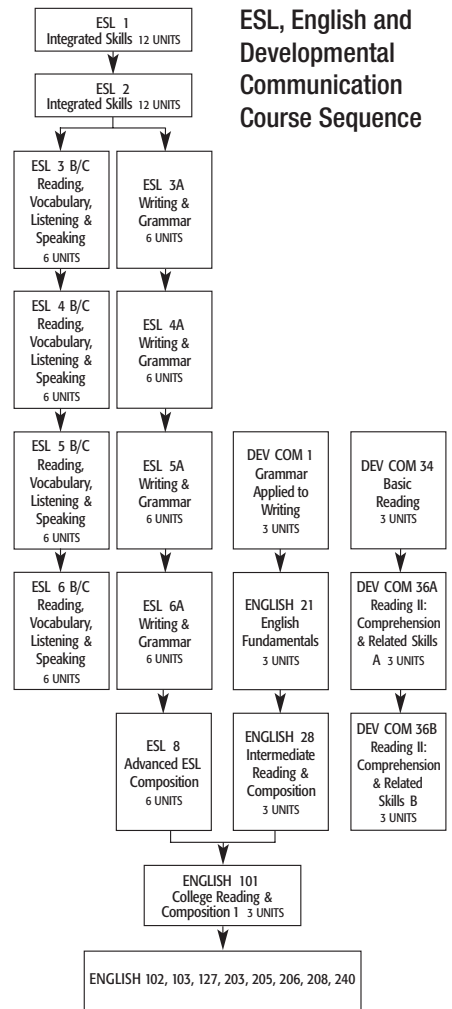 ESL, English and
Developmental
Communication
Course Sequence
ESL 1
Integrated Skills 12 UNITS
ESL 2
Integrated Skills 12 UNITS
ESL 3 B/C
Reading,
Vocabulary,
Listening &
Speaking
6 UNITS
ESL 3A
Writing &
Grammar
6 UNITS
ESL 4 B/C
Reading,
Vocabulary,
Listening &
Speaking
6 UNITS
ESL 4A
Writing &
Grammar
6 UNITS
ESL 5 B/C
Reading,
Vocabulary,
Listening &
Speaking
6 UNITS
ESL 5A
Writing &
Grammar
6 UNITS
DEV COM 1
Grammar
Applied to
Writing
3 UNITS
DEV COM 34
Basic
Reading
3 UNITS
ESL 6 B/C
Reading,
Vocabulary,
Listening &
Speaking
6 UNITS
ESL 6A
Writing &
Grammar
6 UNITS
ENGLISH 21
English
Fundamentals
3 UNITS
DEV COM 36A
Reading II:
Comprehension
& Related Skills
A 3 UNITS
ESL 8
Advanced ESL
Composition
6 UNITS
ENGLISH 28
Intermediate
Reading &
Composition
3 UNITS
DEV COM 36B
Reading II:
Comprehension
& Related
Skills B
3 UNITS
ENGLISH 101
College Reading &
Composition 1 3 UNITS
ENGLISH 102, 103, 127, 203, 205, 206, 208, 240